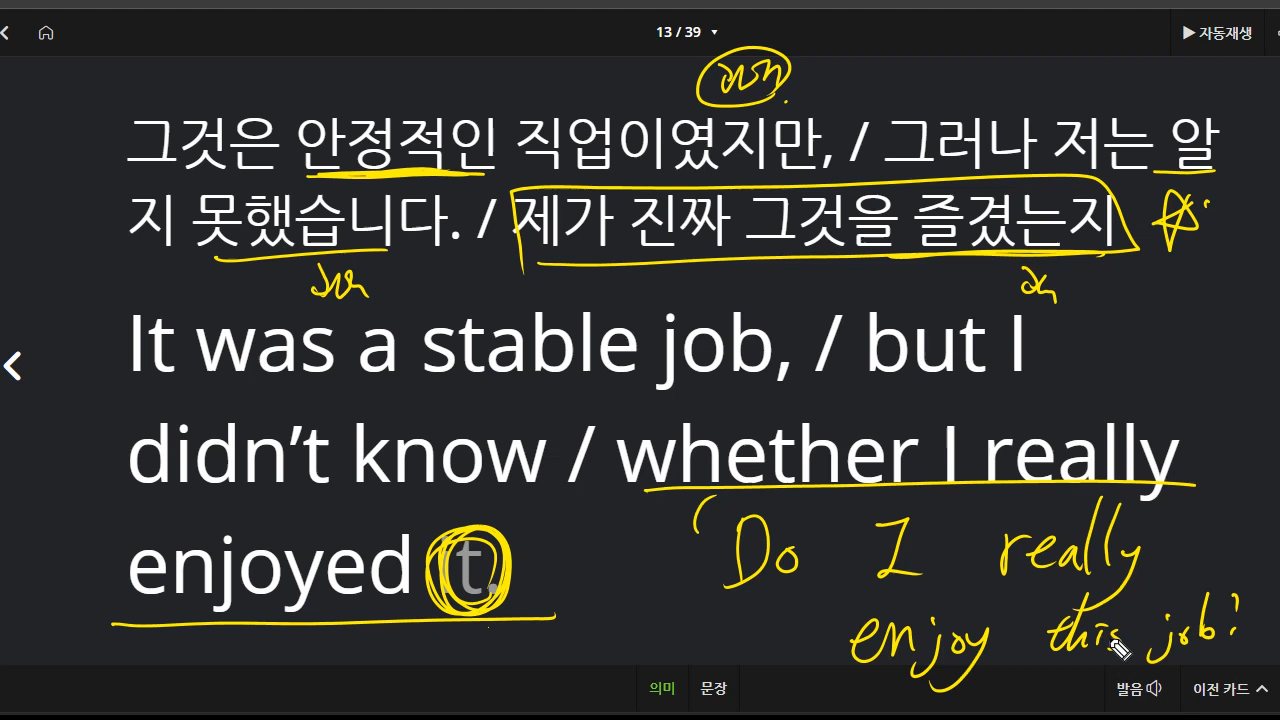 13 / 39
자동재생
그것은 안정적인 직업이였지만, / 그러나 저는 알
지 못했습니다. / 제가 진짜 그것을 즐겼는지
It was a stable job, / but I
didn’t know / whether I really
enjoyed it.
Do I really
enjoy this job?
의미 문장 발음 이전 카드